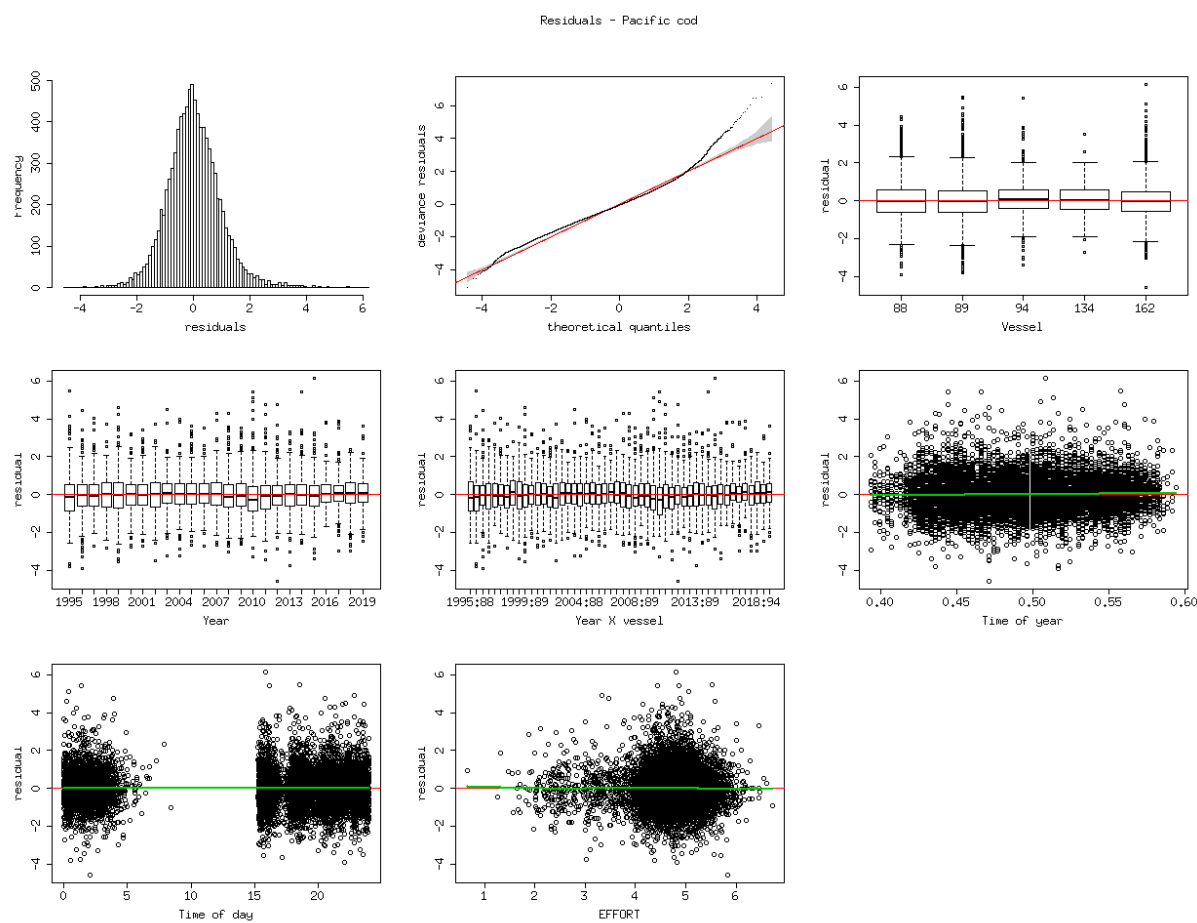 Residuals - Pacific cod
Frequency
500
400
300
200
100
0
-4 -2 0 2 4 6
residuals
deviance residuals
6
4
2
0
-2
-4
-4 -2 0 2 4
theoretical quantiles
residual
6
4
2
0
-2
-4
88 89 94 134 162
Vessel
residual
6
4
2
0
-2
-4
1995 1998 2001 2004 2007 2010 2013 2016 2019
Year
residual
6
4
2
0
-2
-4
1995:88 1999:89 2004:88 2008:89 2013:89 2018:94
Year X vessel
residual
6
4
2
0
-2
-4
0.40 0.45 0.50 0.55 0.60
Time of year
residual
6
4
2
0
-2
-4
0 5 10 15 20
Time of day
residual
6
4
2
0
-2
-4
1 2 3 4 5 6
EFFORT